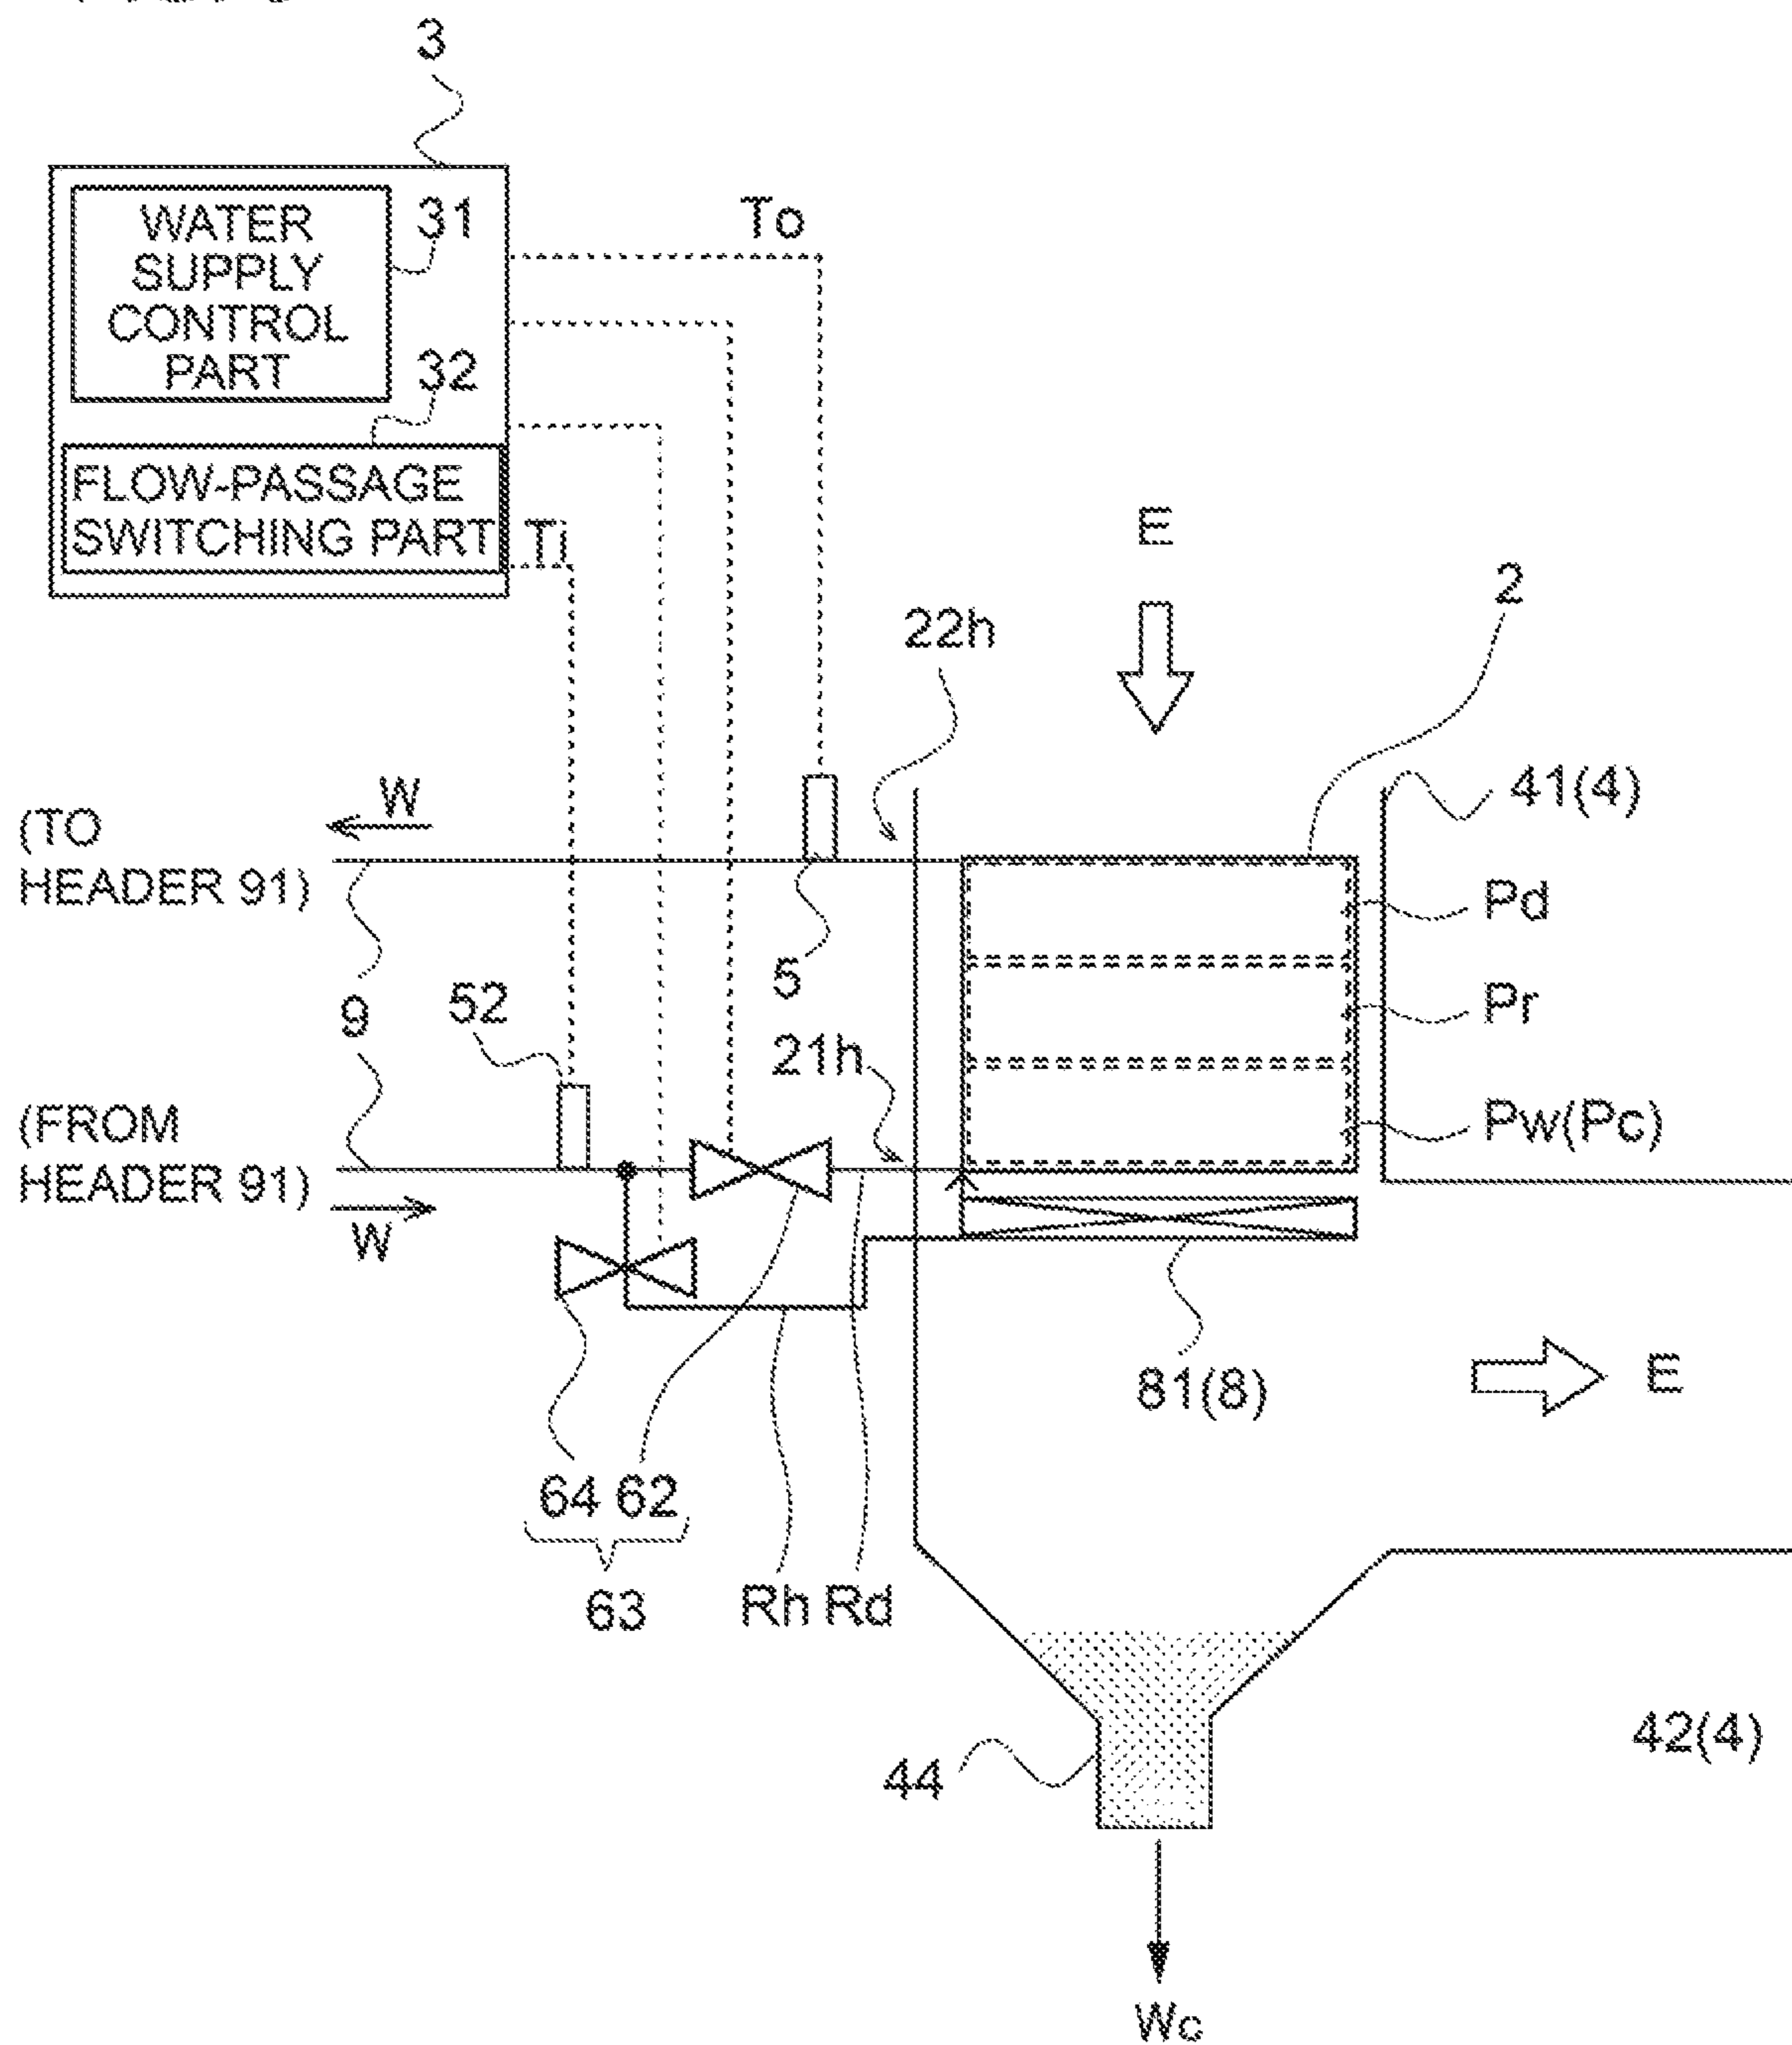 3
WATER
SUPPLY
CONTROL
PART
31
32
FLOW-PASSAGE
SWITCHING PART
To
Ti
E
2
22h
W
41(4)
(TO
HEADER 91)
Pd
5
9
52
Pr
21h
(FROM
HEADER 91)
Pw(Pc)
W
81(8)
E
64 62
63
Rh Rd
44
42(4)
Wc